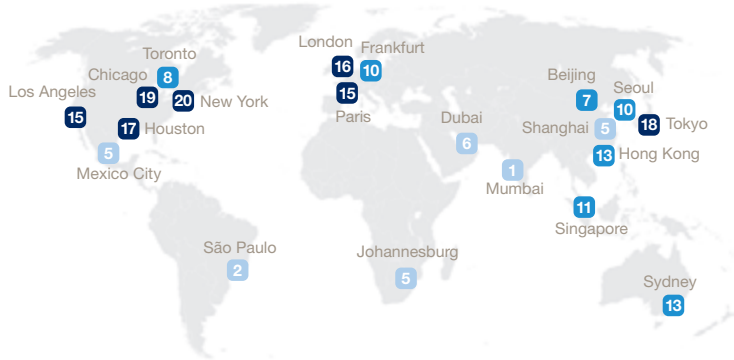 London
Frankfurt
Toronto
16
10
Chicago
8
Beijing
Seoul
Los Angeles
19
20
New York
15
7
10
15
17
Houston
Paris
Dubai
Shanghai
5
18
Tokyo
5
6
13
Hong Kong
Mexico City
1
Mumbai
11
Singapore
São Paulo
2
Johannesburg
5
Sydney
13